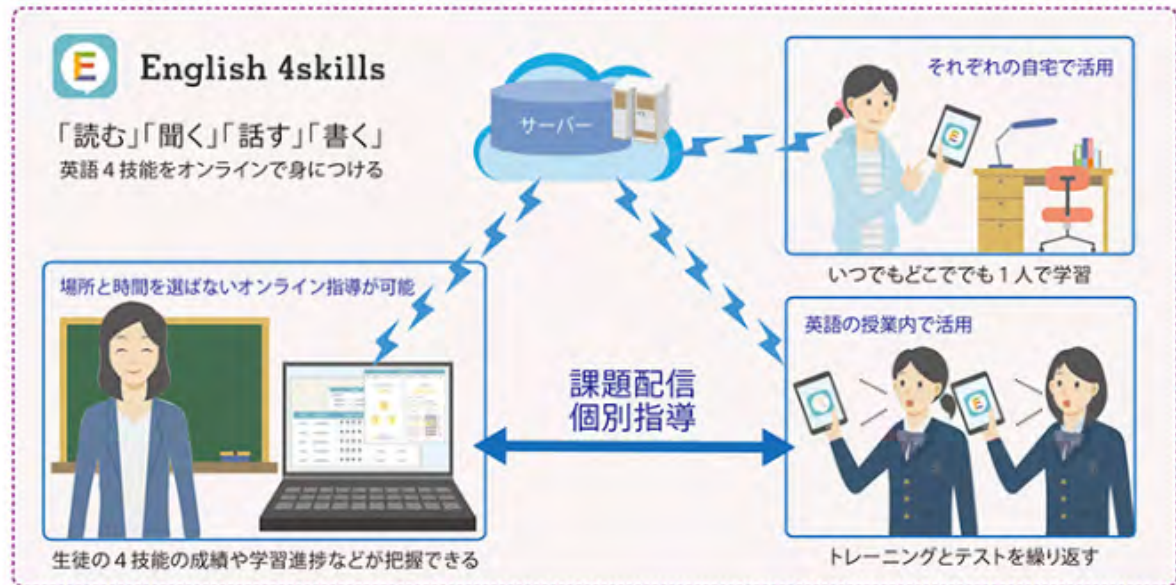 E
English 4skills
「読む」「聞く」「話す」「書く」
英語4技能をオンラインで身につける
サーバー
それぞれの自宅で活用
E
いつでもどこででも1人で学習
場所と時間を選ばないオンライン指導が可能
生徒の4技能の成績や学習進捗などが把握できる
課題配信
個別指導
英語の授業内で活用
E
トレーニングとテストを繰り返す